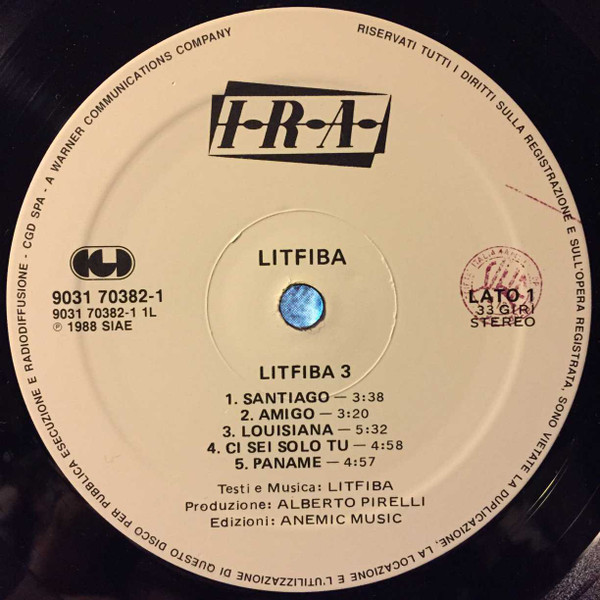 RISERVATI TUTTI I DIRITTI SULLA REGISTRAZIONE E SULL'OPERA REGISTRATA. SONO VIETATE LA DUPLICAZIONE, LA LOCAZIONE E L'UTILIZZAZIONE DI QUESTO DISCO PER PUBBLICA ESECUZIONE E RADIODIFFUSIONE - CGD SPA - A WARNER COMMUNICATIONS COMPANY
I-R-A-
LITFIBA
CGD
9031 70382-1
9031 70382-1 1L
℗ 1988 SIAE
LATO 1
33 GIRI
STEREO
LITFIBA 3
1. SANTIAGO — 3:38
2. AMIGO — 3:20
3. LOUISIANA — 5:32
4. CI SEI SOLO TU — 4:58
5. PANAME — 4:57
Testi e Musica: LITFIBA
Produzione: ALBERTO PIRELLI
Edizioni: ANEMIC MUSIC